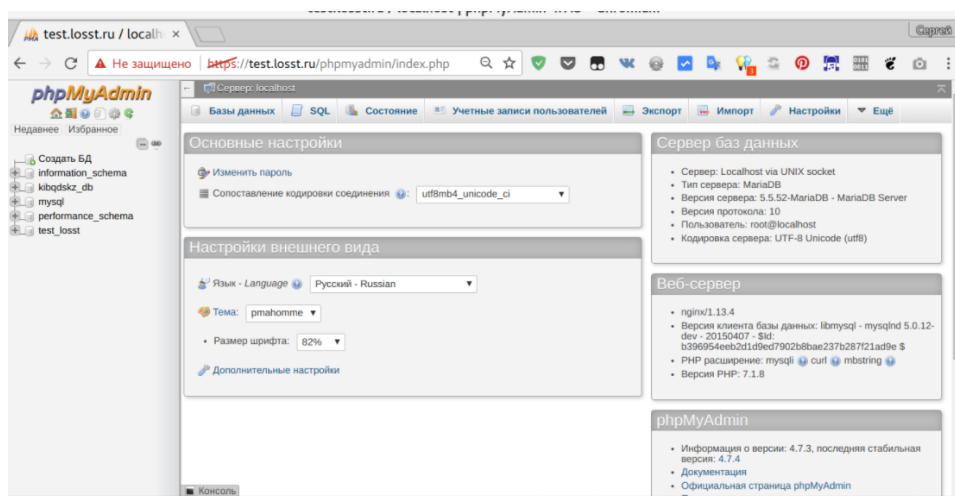 test.losst.ru / localh
Сергей
Не защищено https://test.losst.ru/phpmyadmin/index.php
3
phpMyAdmin
Недавнее Избранное
Создать БД
information_schema
kibqdskz_db
mysql
performance_schema
test_losst
Сервер: localhost
Базы данных SQL Состояние Учетные записи пользователей Экспорт Импорт Настройки Ещё
Основные настройки
Изменить пароль
Сопоставление кодировки соединения : utf8mb4_unicode_ci
Настройки внешнего вида
Язык - Language Русский - Russian
Тема: pmahomme
Размер шрифта: 82%
Дополнительные настройки
Консоль
Сервер баз данных
Сервер: Localhost via UNIX socket
Тип сервера: MariaDB
Версия сервера: 5.5.52-MariaDB - MariaDB Server
Версия протокола: 10
Пользователь: root@localhost
Кодировка сервера: UTF-8 Unicode (utf8)
Веб-сервер
nginx/1.13.4
Версия клиента базы данных: libmysql - mysqlnd 5.0.12-
dev - 20150407 - $Id:
b396954eeb2d1d9ed7902b8bae237b287f21ad9e $
PHP расширение: mysqli curl mbstring
Версия PHP: 7.1.8
phpMyAdmin
Информация о версии: 4.7.3, последняя стабильная
версия: 4.7.4
Документация
Официальная страница phpMyAdmin